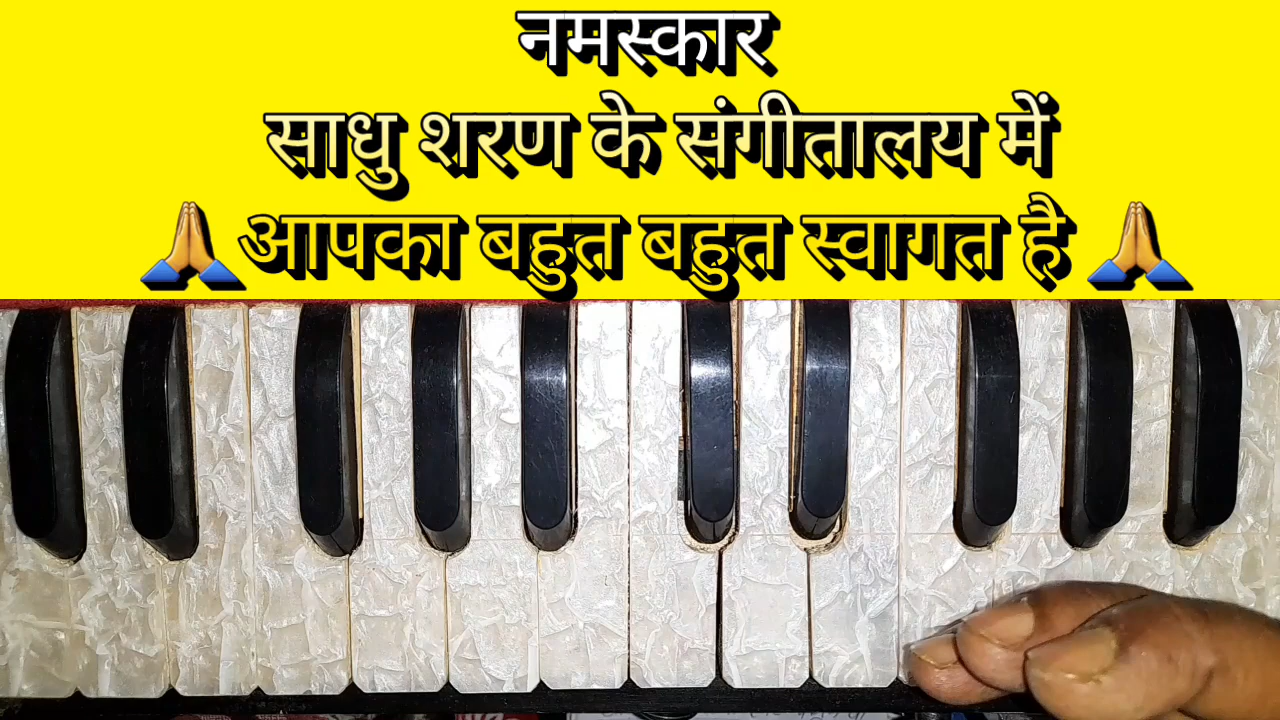 नमस्कार
साधु शरण के संगीतालय में
🙏आपका बहुत बहुत स्वागत है 🙏